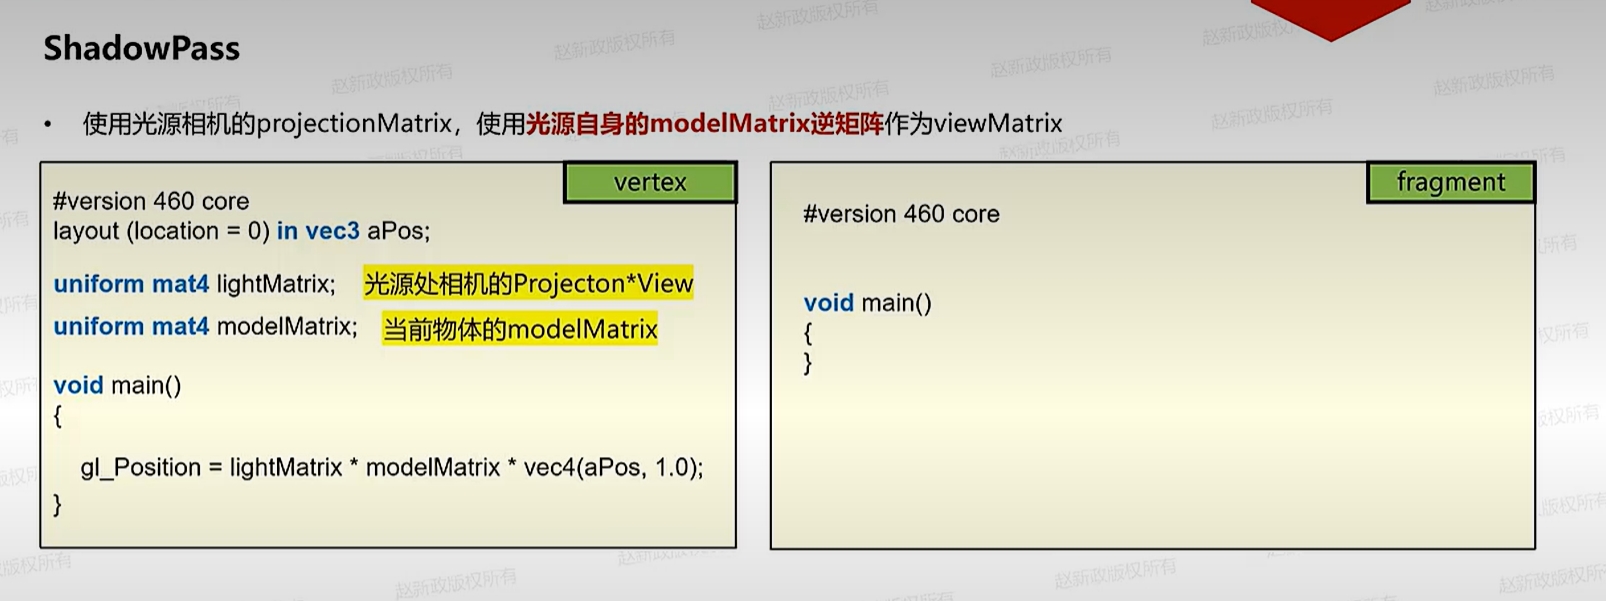 ShadowPass
• 使用光源相机的projectionMatrix，使用光源自身的modelMatrix逆矩阵作为viewMatrix
vertex
#version 460 core
layout (location = 0) in vec3 aPos;
uniform mat4 lightMatrix; 光源处相机的Projecton*View
uniform mat4 modelMatrix; 当前物体的modelMatrix
void main()
{
gl_Position = lightMatrix * modelMatrix * vec4(aPos, 1.0);
}
fragment
#version 460 core
void main()
{
}
赵新政版权所有